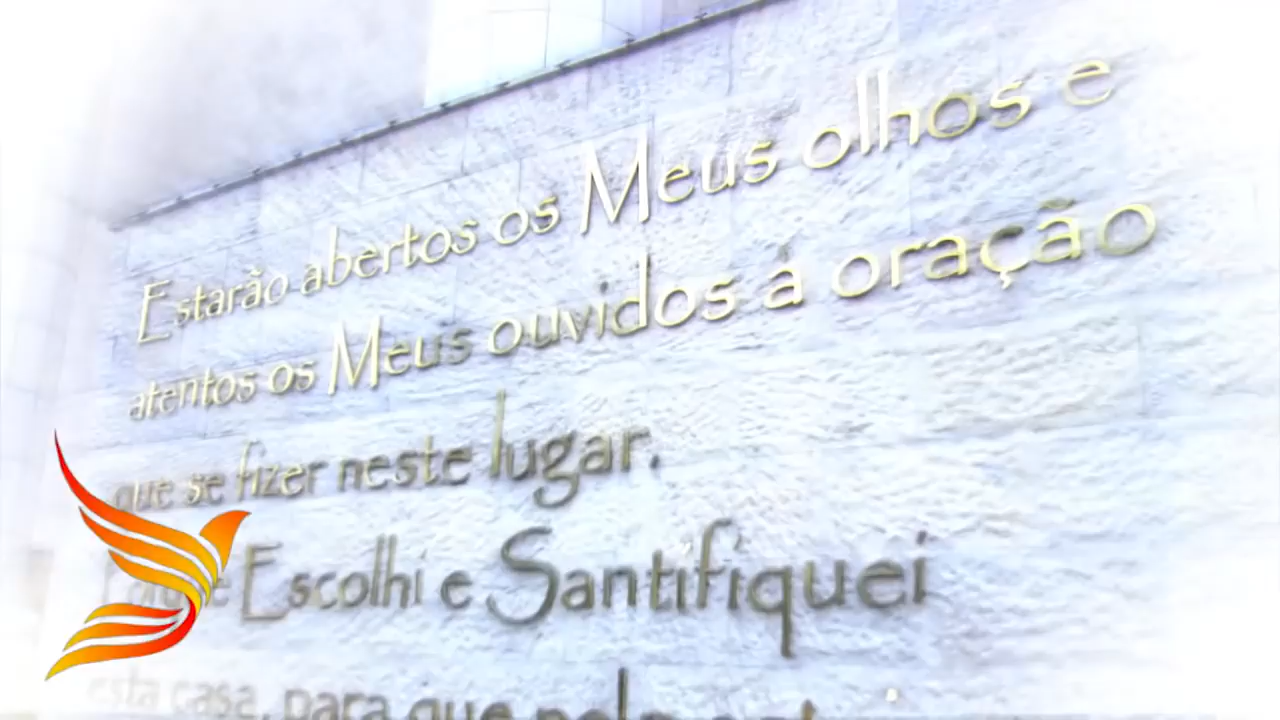 Estarão abertos os Meus olhos e
atentos os Meus ouvidos à oração
que se fizer neste lugar.
Escolhi e Santifiquei
esta casa, para que